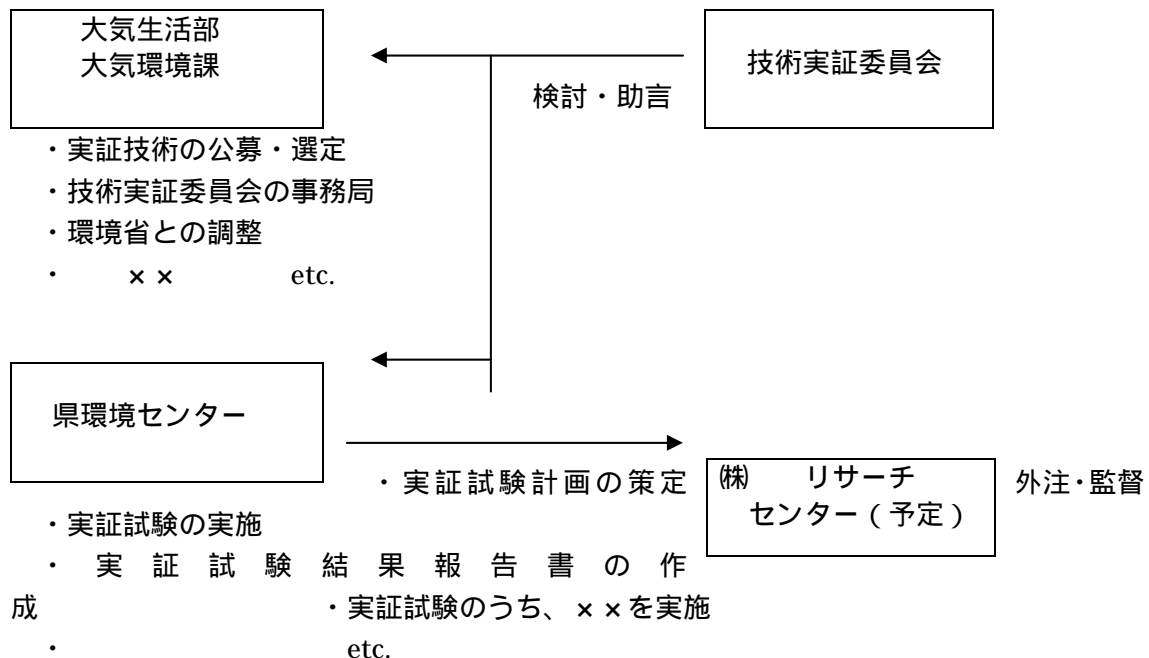 大気生活部
大気環境課
技術実証委員会
検討・助言
・実証技術の公募・選定
・技術実証委員会の事務局
・環境省との調整
・　　××　　　etc.
県環境センター
・実証試験計画の策定
㈱　　リサーチ
センター(予定)
外注・監督
・実証試験の実施
・実証試験結果報告書の作
成
・実証試験のうち、××を実施
・　　　　etc.